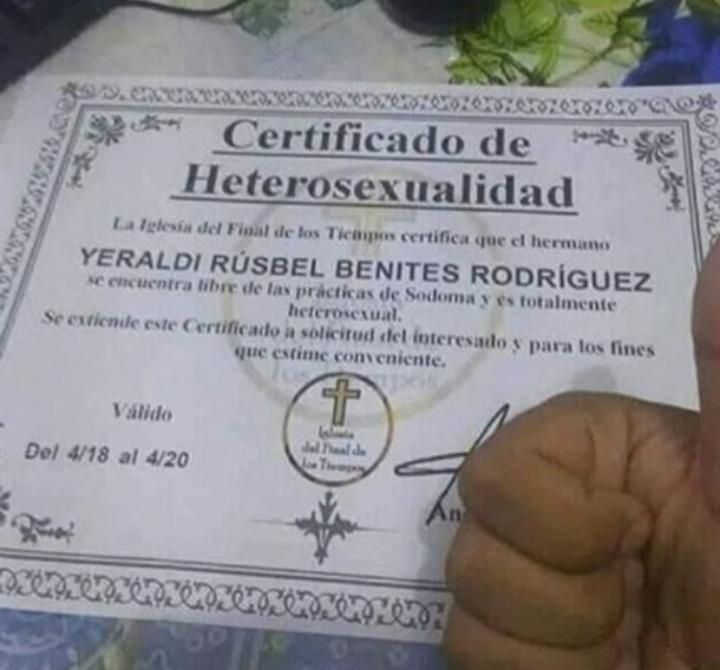 Certificado de
Heterosexualidad
La Iglesia del Final de los Tiempos certifica que el hermano
YERALDI RÚSBEL BENITES RODRÍGUEZ
se encuentra libre de las prácticas de Sodoma y es totalmente
heterosexual.
Se extiende este Certificado a solicitud del interesado y para los fines
que estime conveniente.
Válido
Del 4/18 al 4/20
Iglesia
del Final de
los Tiempos
An